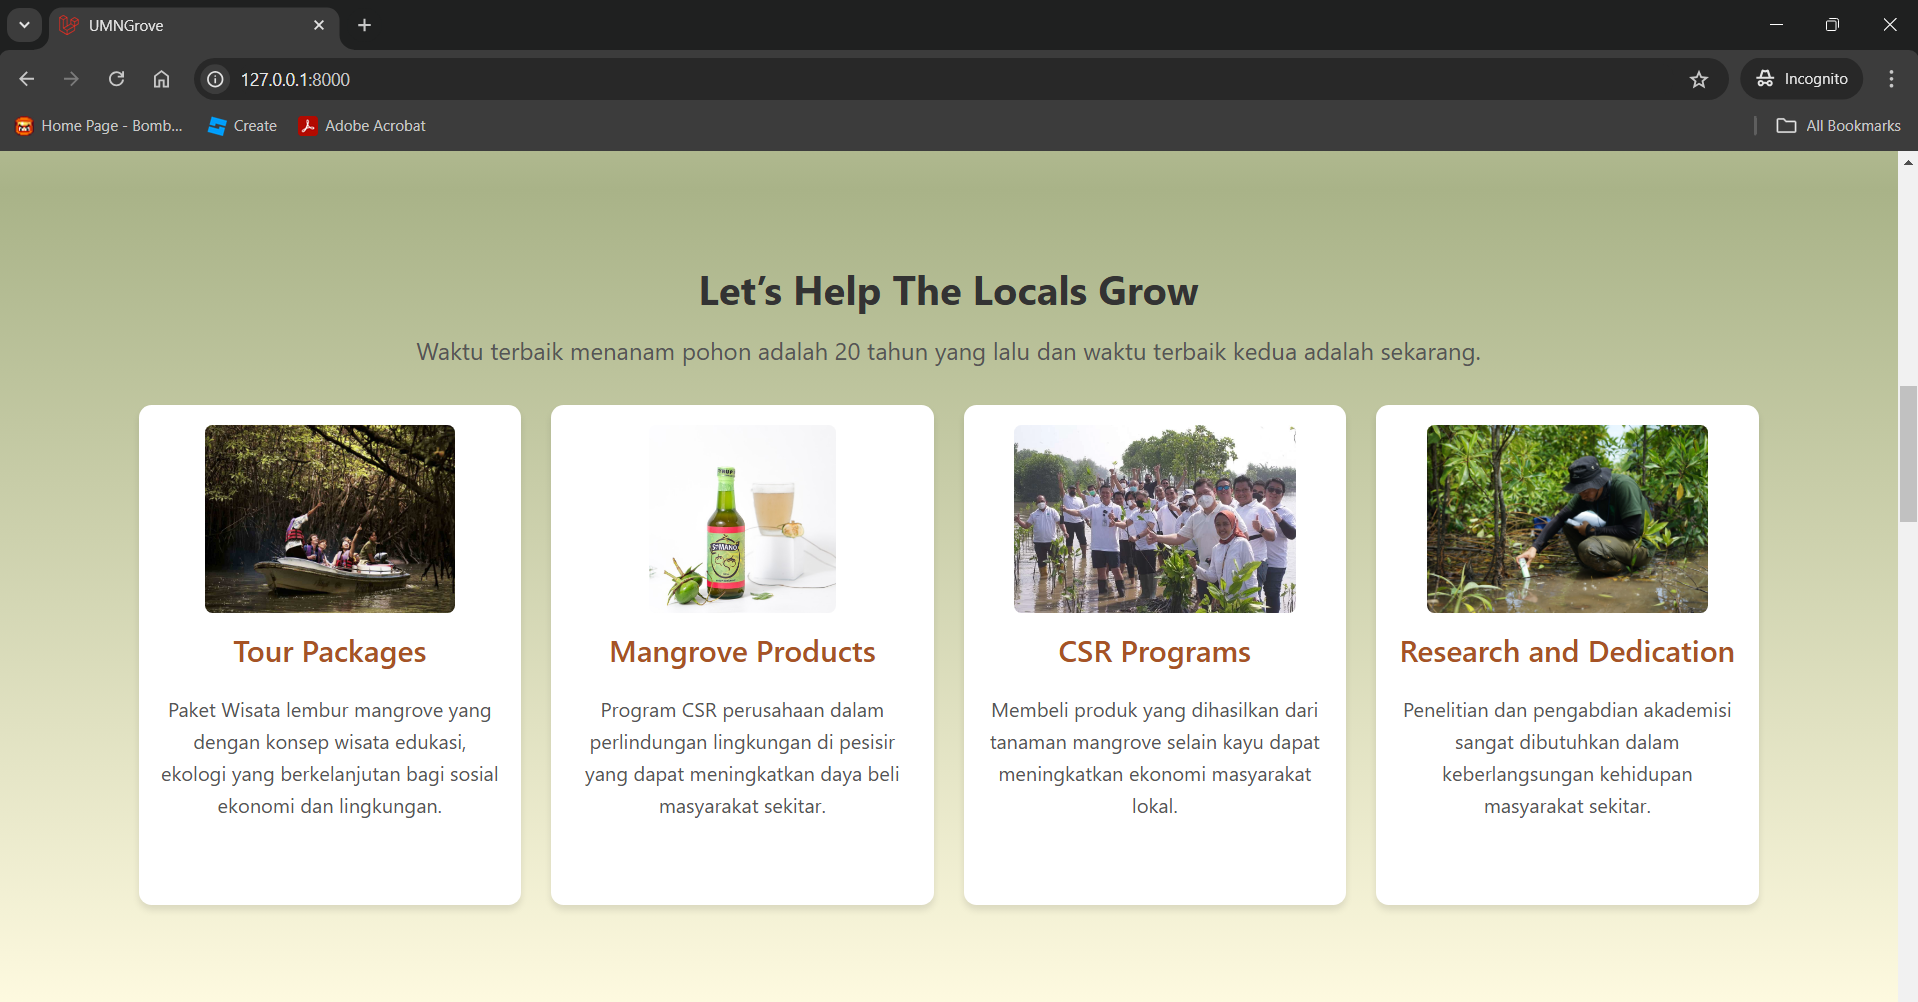 UMNGrove
127.0.0.1:8000
Incognito
Home Page - Bomb...
Create
Adobe Acrobat
All Bookmarks
Let’s Help The Locals Grow
Waktu terbaik menanam pohon adalah 20 tahun yang lalu dan waktu terbaik kedua adalah sekarang.
Tour Packages
Paket Wisata lembur mangrove yang
dengan konsep wisata edukasi,
ekologi yang berkelanjutan bagi sosial
ekonomi dan lingkungan.
Mangrove Products
Program CSR perusahaan dalam
perlindungan lingkungan di pesisir
yang dapat meningkatkan daya beli
masyarakat sekitar.
CSR Programs
Membeli produk yang dihasilkan dari
tanaman mangrove selain kayu dapat
meningkatkan ekonomi masyarakat
lokal.
Research and Dedication
Penelitian dan pengabdian akademisi
sangat dibutuhkan dalam
keberlangsungan kehidupan
masyarakat sekitar.